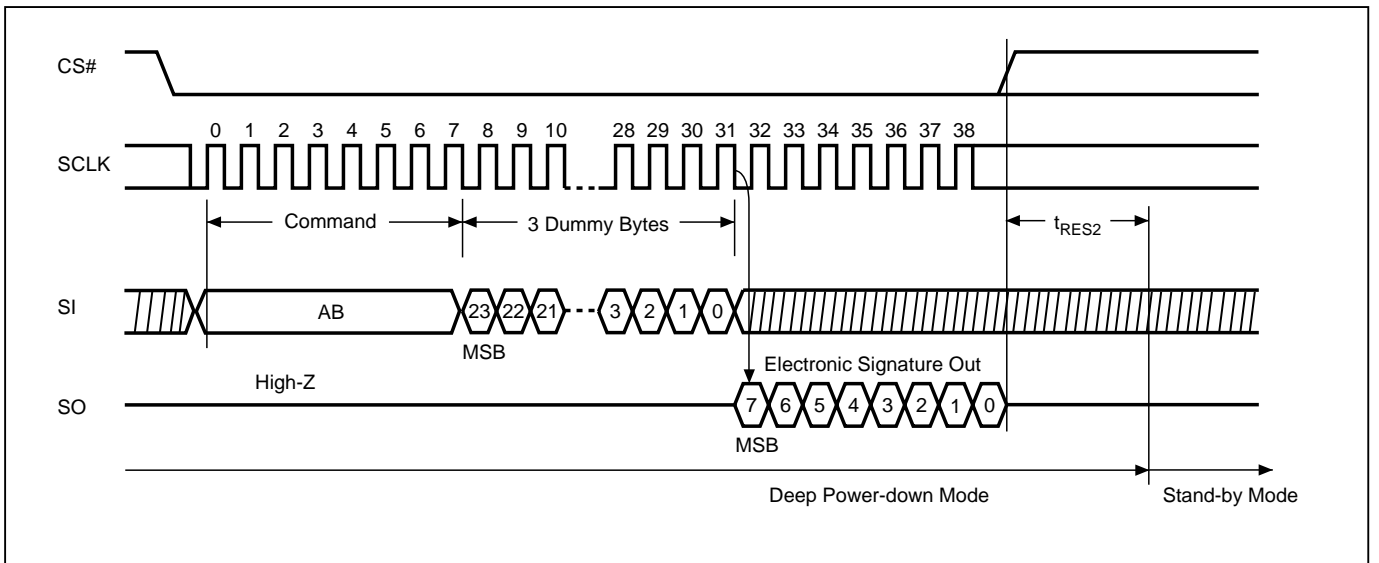 CS#
0 1 2 3 4 5 6 7 8 9 10 28 29 30 31 32 33 34 35 36 37 38
SCLK
Command 3 Dummy Bytes tRES2
SI AB 23 22 21 3 2 1 0
MSB
High-Z Electronic Signature Out
SO 7 6 5 4 3 2 1 0
MSB
Deep Power-down Mode Stand-by Mode